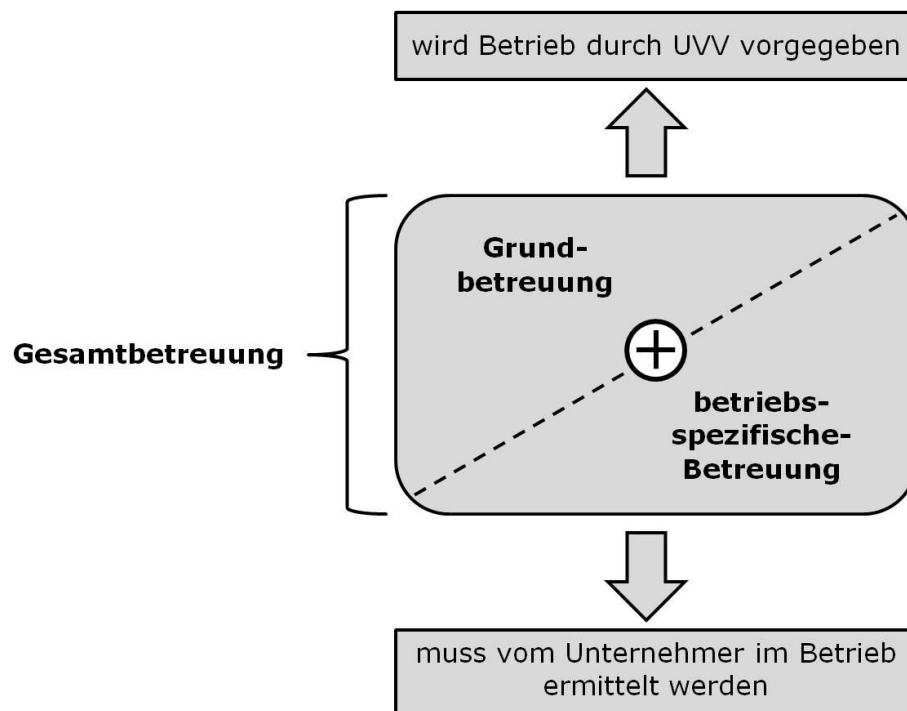 wird Betrieb durch UVV vorgegeben
Grund-
betreuung
Gesamtbetreuung
betriebs-
spezifische-
Betreuung
muss vom Unternehmer im Betrieb
ermittelt werden